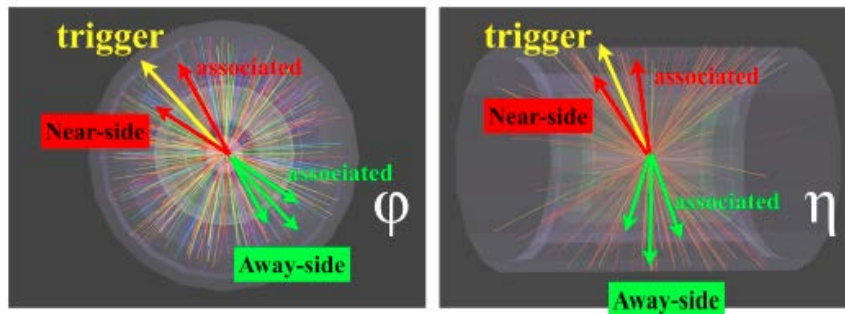 trigger
associated
Near-side
associated
φ
Away-side
trigger
associated
Near-side
associated
η
Away-side